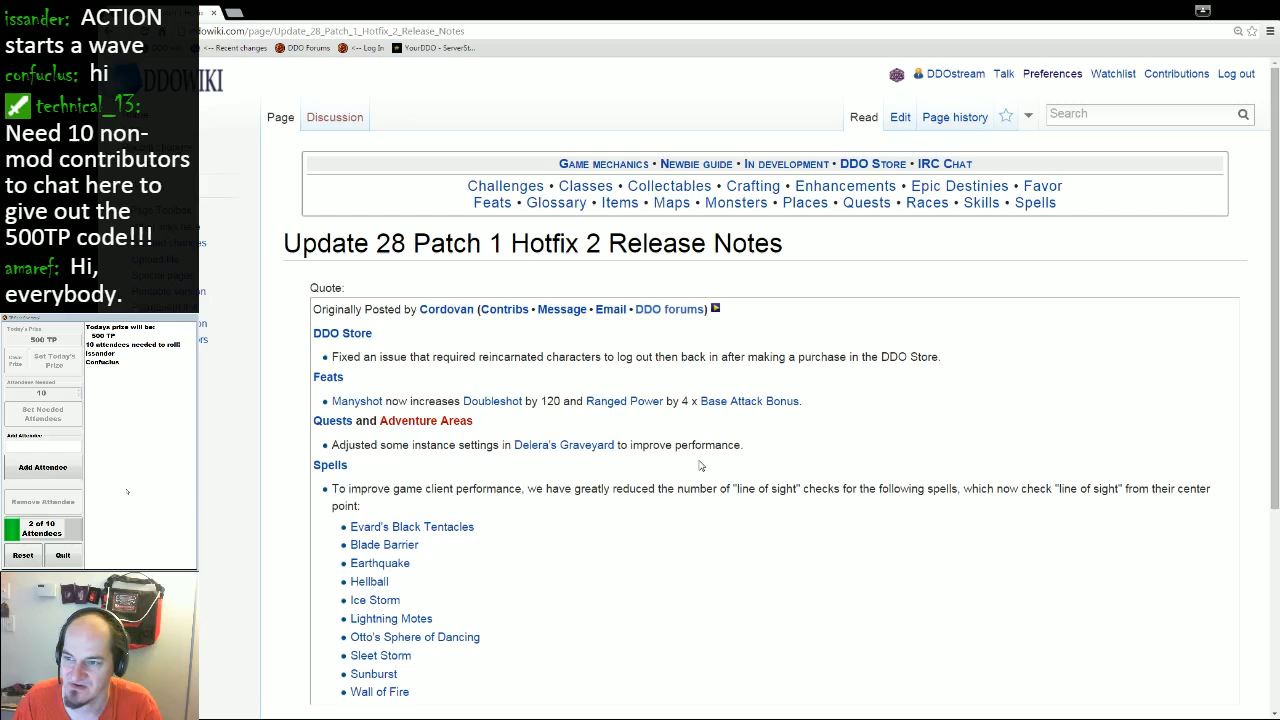 issander: ACTION
starts a wave
confuclus: hi
technical_13:
Need 10 non-
mod contributors
to chat here to
give out the
500TP code!!!
amaref: Hi,
everybody.
ddowiki.com/page/Update_28_Patch_1_Hotfix_2_Release_Notes
<-- Recent changes
DDO Forums
<-- Log In
YourDDO - ServerSt...
DDOWIKI
DDOstream Talk Preferences Watchlist Contributions Log out
Page Discussion
Read Edit Page history
Search
Game mechanics • Newbie guide • In development • DDO Store • IRC Chat
Challenges • Classes • Collectables • Crafting • Enhancements • Epic Destinies • Favor
Feats • Glossary • Items • Maps • Monsters • Places • Quests • Races • Skills • Spells
Update 28 Patch 1 Hotfix 2 Release Notes
Quote:
Originally Posted by Cordovan (Contribs • Message • Email • DDO forums)
DDO Store
Fixed an issue that required reincarnated characters to log out then back in after making a purchase in the DDO Store.
Feats
Manyshot now increases Doubleshot by 120 and Ranged Power by 4 x Base Attack Bonus.
Quests and Adventure Areas
Adjusted some instance settings in Delera's Graveyard to improve performance.
Spells
To improve game client performance, we have greatly reduced the number of "line of sight" checks for the following spells, which now check "line of sight" from their center
point:
Evard's Black Tentacles
Blade Barrier
Earthquake
Hellball
Ice Storm
Lightning Motes
Otto's Sphere of Dancing
Sleet Storm
Sunburst
Wall of Fire
Today's Prize
500 TP
Clear Prize
Set Today's
Prize
Attendees Needed
10
Set Needed
Attendees
Add Attendee
Add Attendee
Remove Attendee
2 of 10
Attendees
Reset Quit
Todays prize will be:
500 TP
10 attendees needed to roll!
Issandor
Confuclus